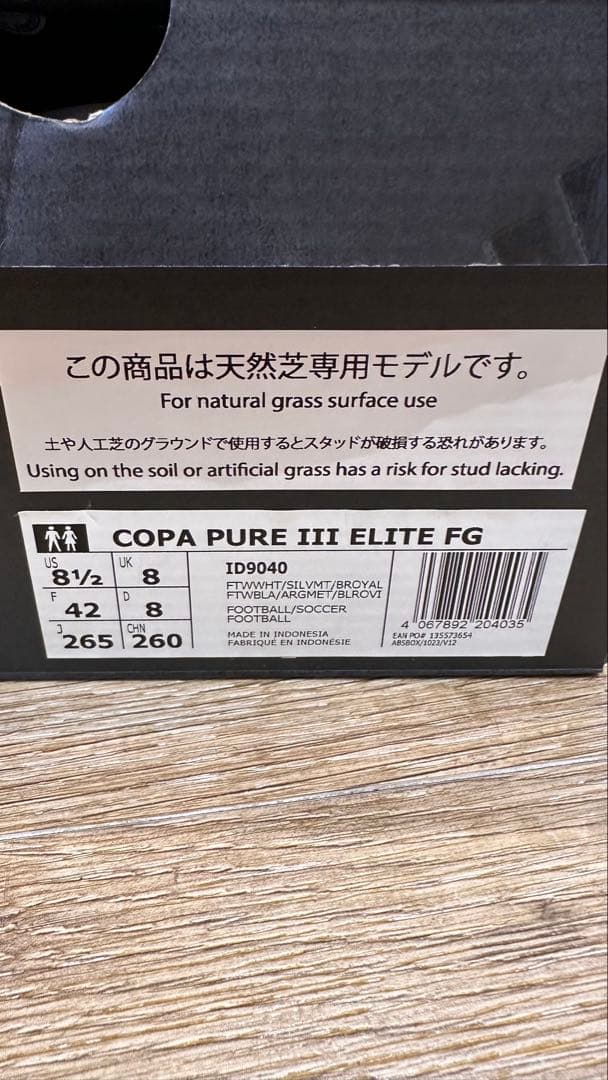 この商品は天然芝専用モデルです。
For natural grass surface use
土や人工芝のグラウンドで使用するとスタッドが破損する恐れがあります。
Using on the soil or artificial grass has a risk for stud lacking.
COPA PURE III ELITE FG
US 8½ UK 8
F 42 D 8
J 265 CHN 260
ID9040
FTWWHT/SILVMT/BROYAL
FTWBLA/ARGMET/BLROVI
FOOTBALL/SOCCER
FOOTBALL
MADE IN INDONESIA
FABRIQUÉ EN INDONÉSIE
4 067892 204035
EAN PO# 135573654
ABSBOX/1023/V12